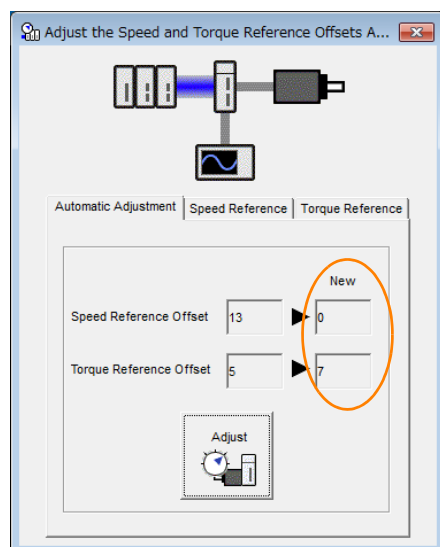 Adjust the Speed and Torque Reference Offsets A...
Automatic Adjustment Speed Reference Torque Reference
New
Speed Reference Offset 13 0
Torque Reference Offset 5 7
Adjust